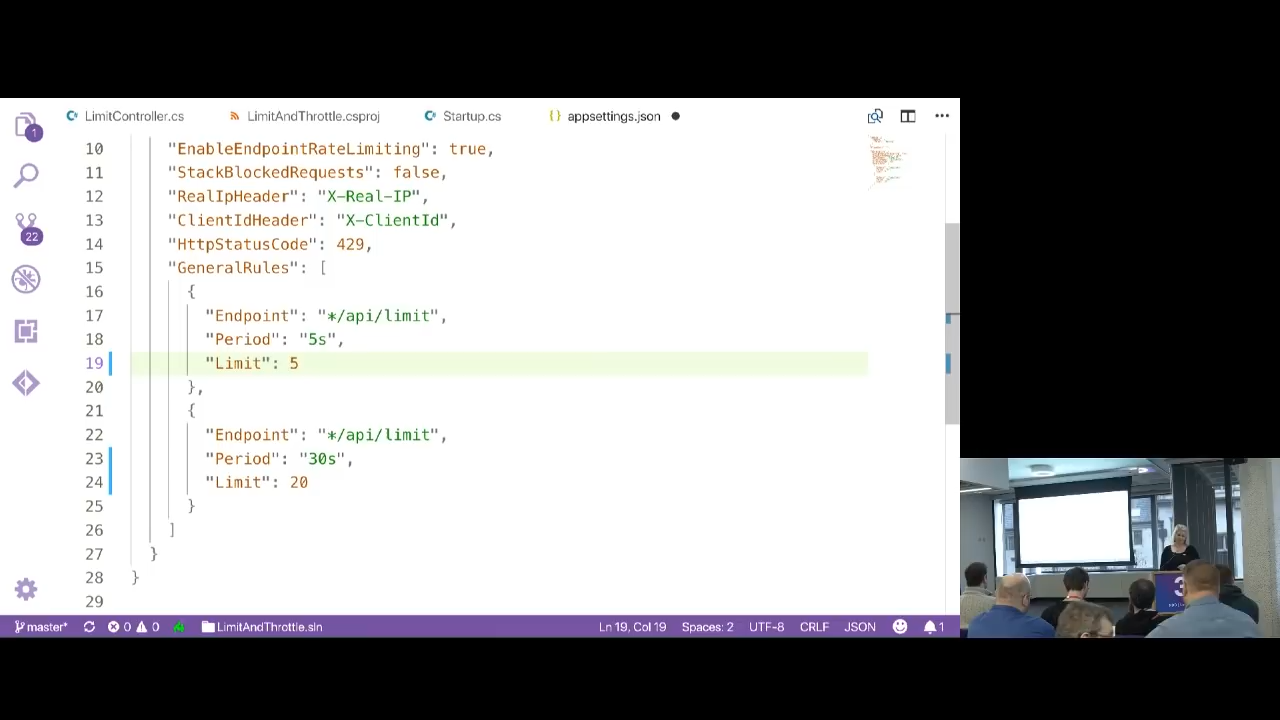 LimitController.cs LimitAndThrottle.csproj Startup.cs {} appsettings.json
10 "EnableEndpointRateLimiting": true,
11 "StackBlockedRequests": false,
12 "RealIpHeader": "X-Real-IP",
13 "ClientIdHeader": "X-ClientId",
14 "HttpStatusCode": 429,
15 "GeneralRules": [
16 {
17 "Endpoint": "*/api/limit",
18 "Period": "5s",
19 "Limit": 5
20 },
21 {
22 "Endpoint": "*/api/limit",
23 "Period": "30s",
24 "Limit": 20
25 }
26 ]
27 }
28 }
29
1
22
master* 0 0 LimitAndThrottle.sln Ln 19, Col 19 Spaces: 2 UTF-8 CRLF JSON 1
3